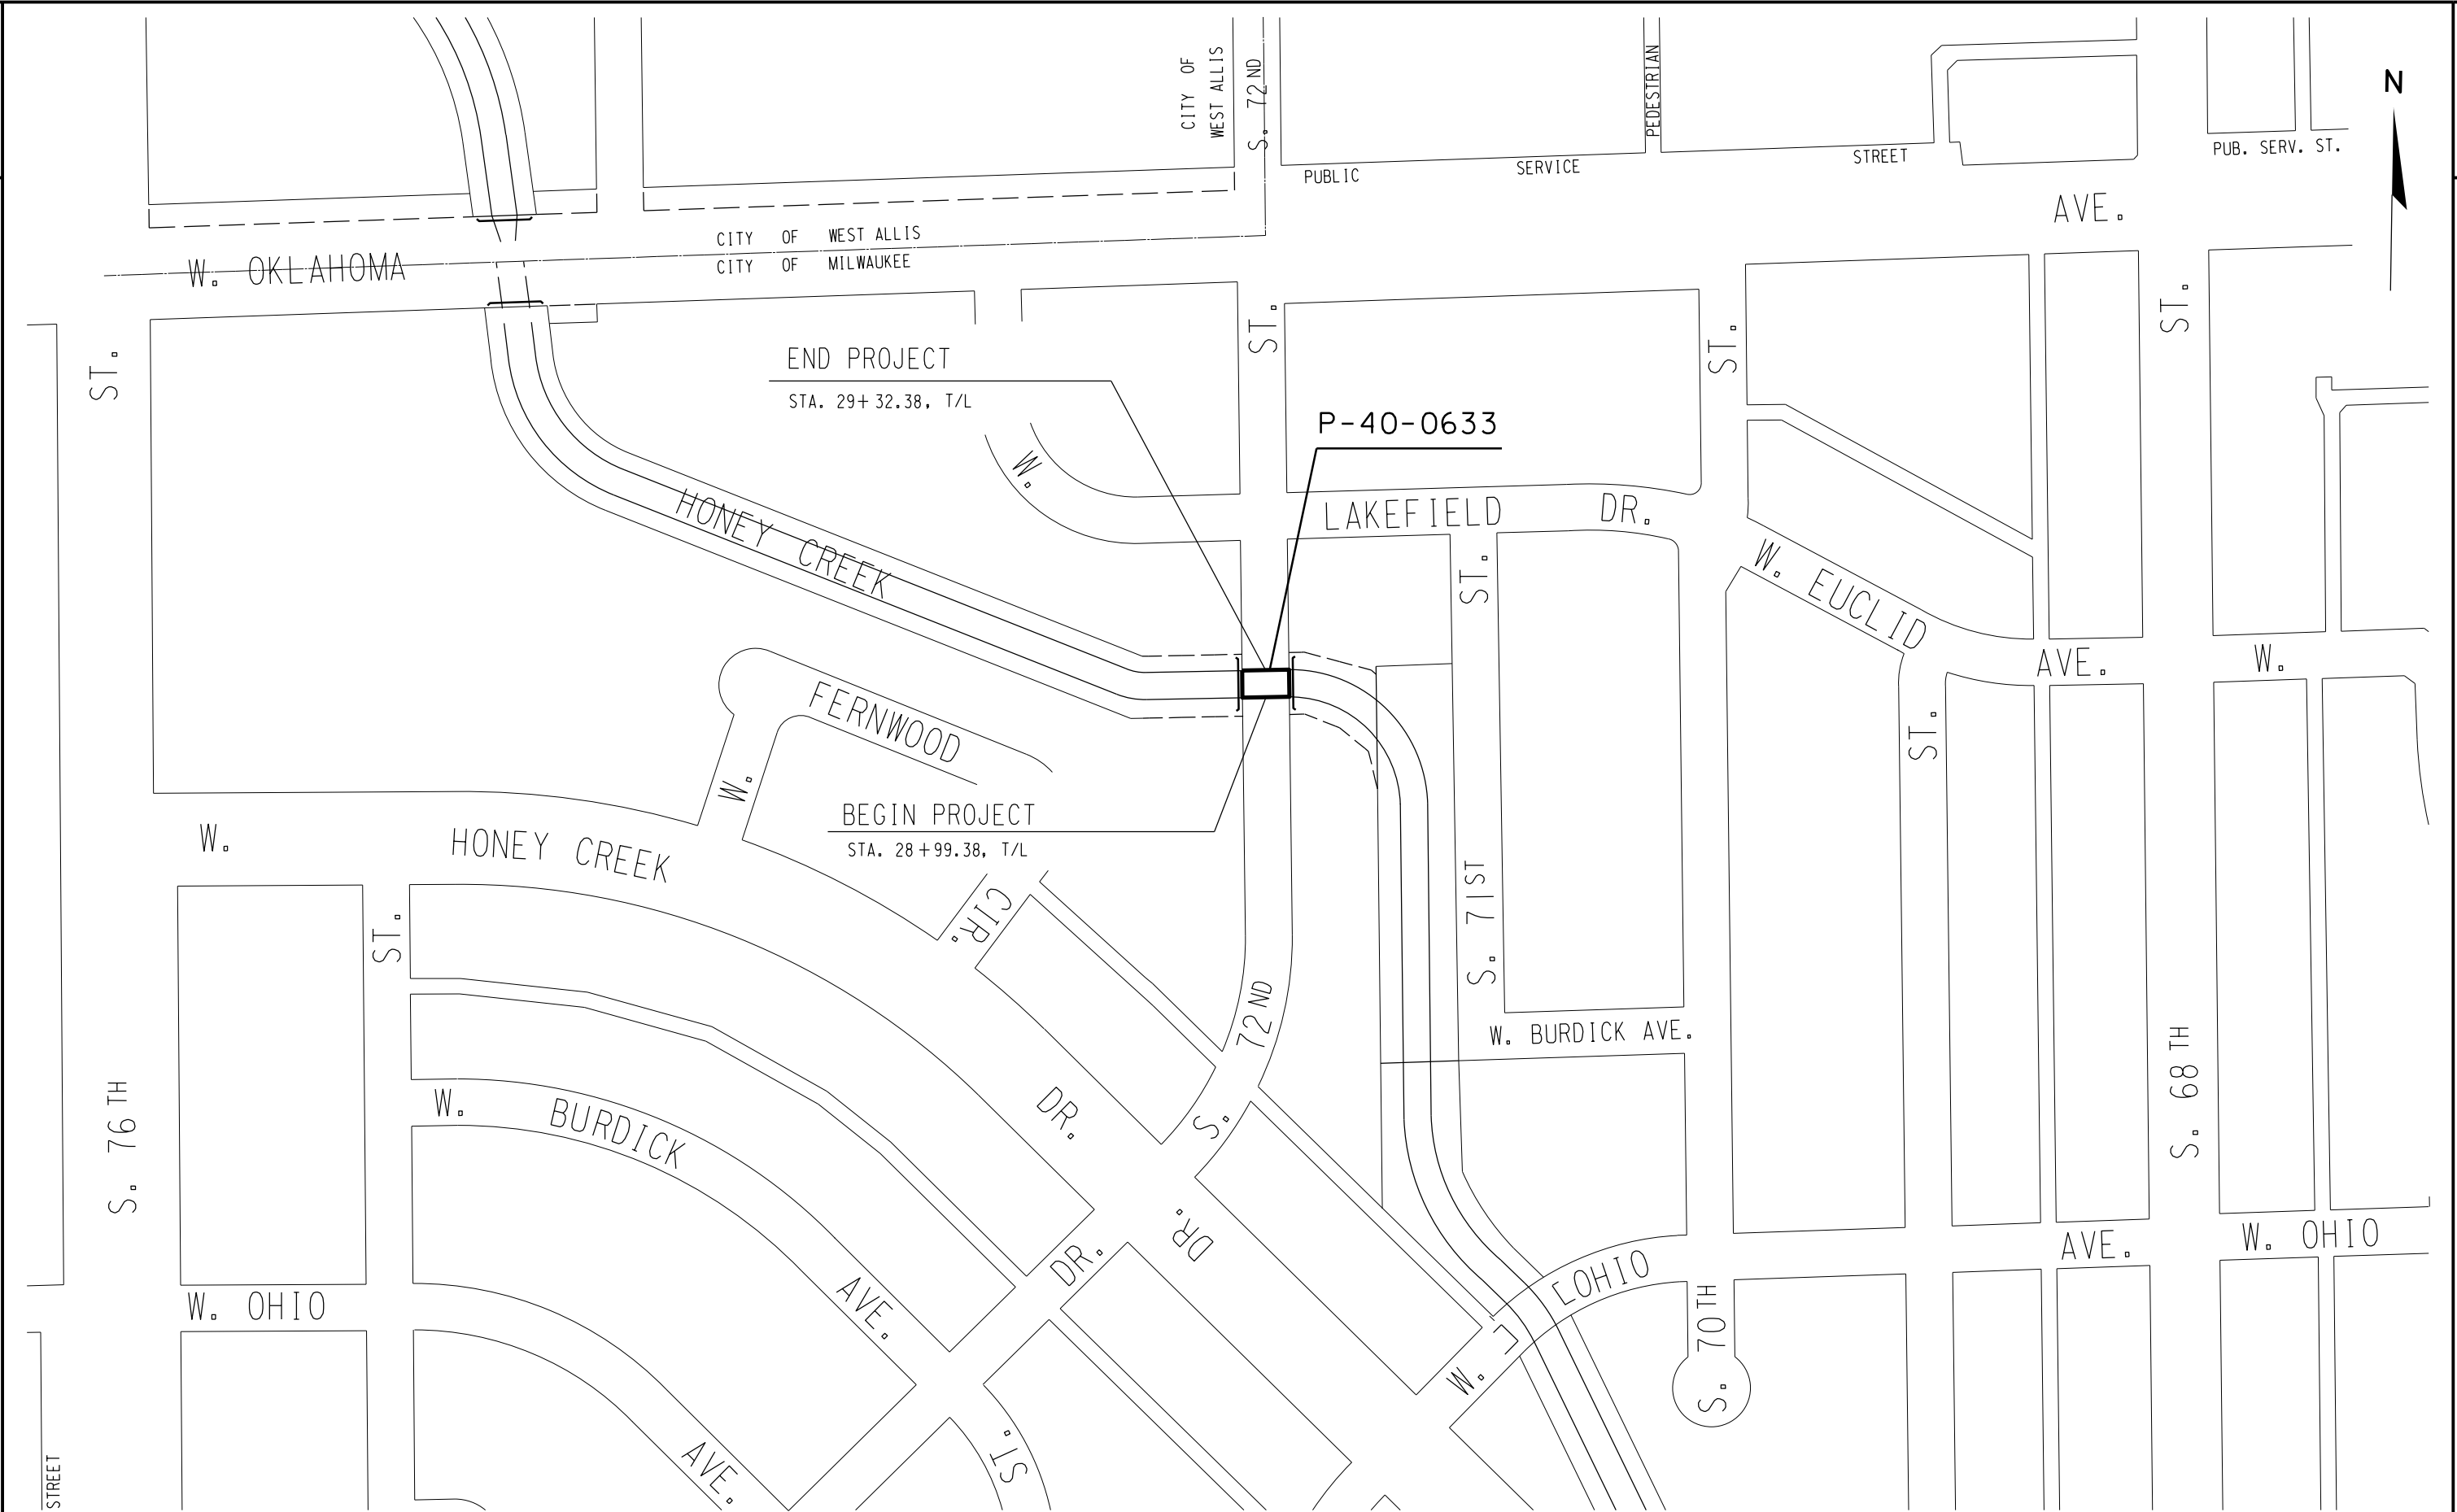 CITY OF
WEST ALLIS
S. 72ND
PEDESTRIAN
N
PUBLIC SERVICE STREET
PUB. SERV. ST.
AVE.
CITY OF WEST ALLIS
W. OKLAHOMA
CITY OF MILWAUKEE
ST.
ST.
ST.
ST.
END PROJECT
STA. 29+32.38, T/L
P-40-0633
W.
LAKEFIELD DR.
HONEY CREEK
ST.
W. EUCLID
AVE.
W.
FERNWOOD
ST.
W.
BEGIN PROJECT
STA. 28+99.38, T/L
W. HONEY CREEK
CIR.
ST.
S. 71ST
72ND
W. BURDICK AVE.
S. 76TH
W. BURDICK
DR.
S.
S. 68TH
DR.
DR.
AVE.
W. OHIO
W. OHIO
AVE.
OHIO
W.
S. 70TH
AVE.
ST.
STREET